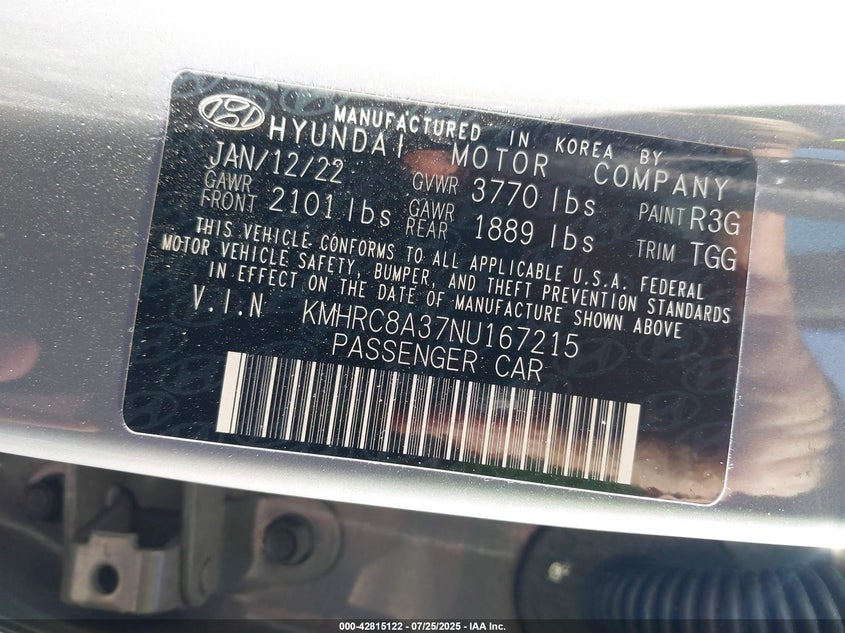 MANUFACTURED IN KOREA BY
HYUNDAI MOTOR COMPANY
JAN/12/22 GVWR 3770 lbs PAINT R3G
GAWR FRONT 2101 lbs GAWR REAR 1889 lbs TRIM TGG
THIS VEHICLE CONFORMS TO ALL APPLICABLE U.S.A. FEDERAL
MOTOR VEHICLE SAFETY, BUMPER, AND THEFT PREVENTION STANDARDS
IN EFFECT ON THE DATE OF MANUFACTURE SHOWN ABOVE
V.I.N KMHRC8A37NU167215
PASSENGER CAR
000-42815122 - 07/25/2025 - IAA Inc.